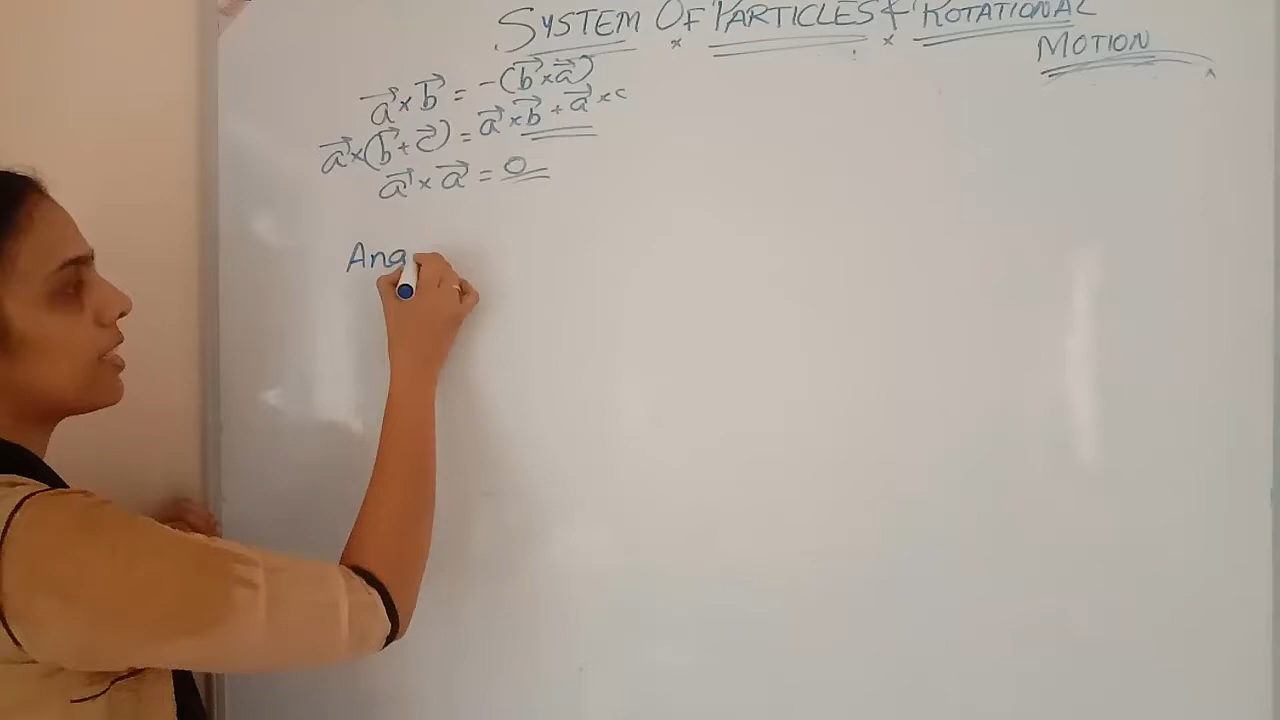 SYSTEM OF PARTICLES & ROTATIONAL
MOTION
a⃗ × b⃗ = -(b⃗ × a⃗)
a⃗ × (b⃗ + c⃗) = a⃗ × b⃗ + a⃗ × c
a⃗ × a⃗ = 0
Ang